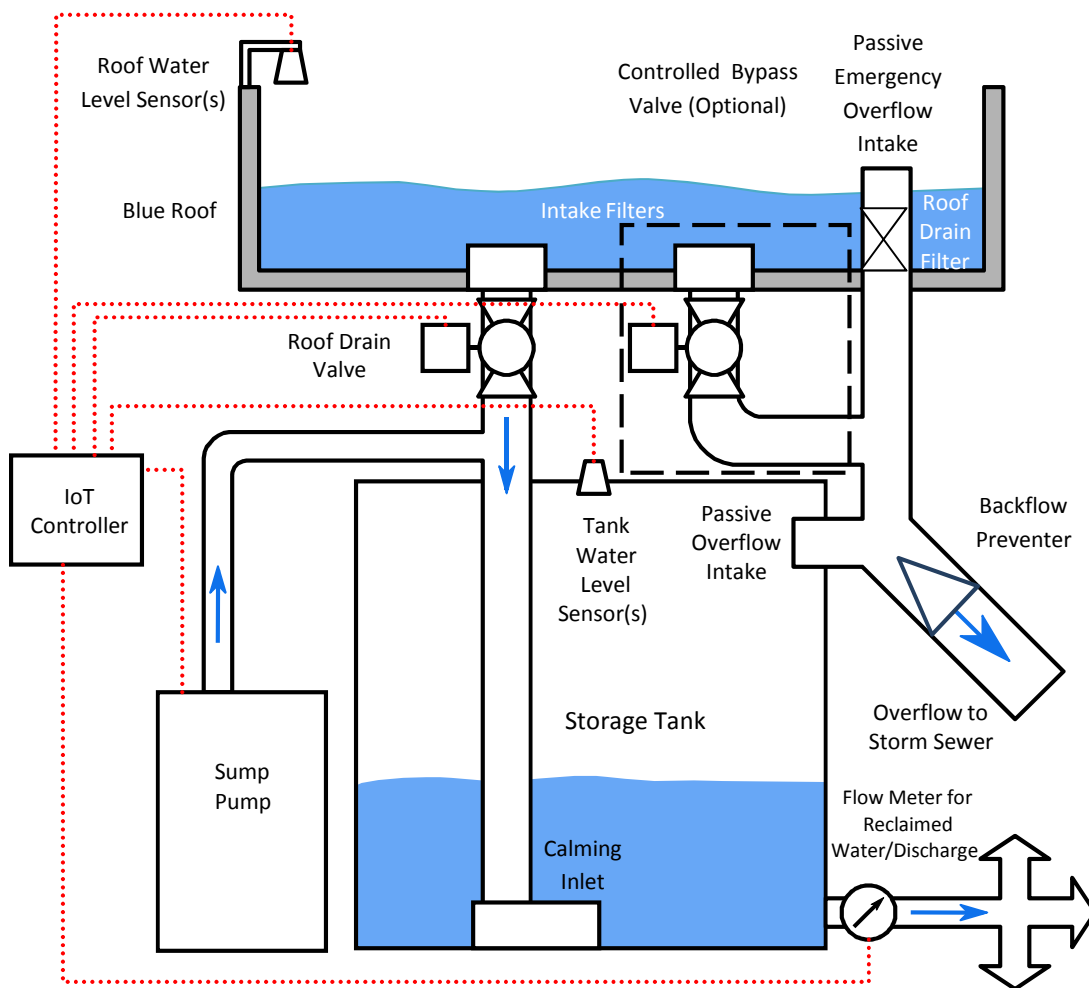 Roof Water
Level Sensor(s)
Controlled Bypass
Valve (Optional)
Passive
Emergency
Overflow
Intake
Blue Roof
Intake Filters
Roof
Drain
Filter
Roof Drain
Valve
IoT
Controller
Tank
Water
Level
Sensor(s)
Passive
Overflow
Intake
Backflow
Preventer
Storage Tank
Overflow to
Storm Sewer
Sump
Pump
Flow Meter for
Reclaimed
Water/Discharge
Calming
Inlet